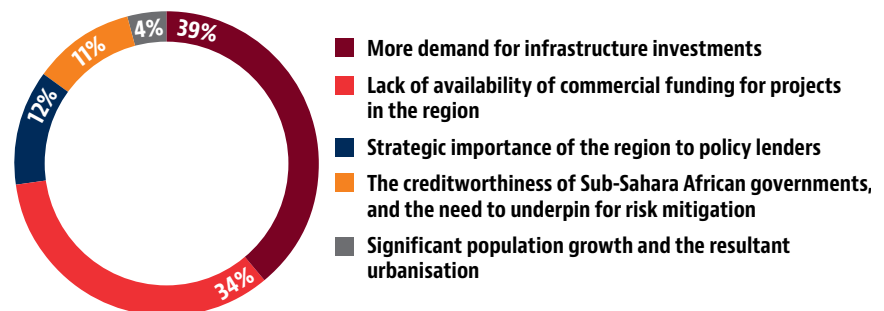 4%
39%
11%
12%
34%
More demand for infrastructure investments
Lack of availability of commercial funding for projects
in the region
Strategic importance of the region to policy lenders
The creditworthiness of Sub-Sahara African governments,
and the need to underpin for risk mitigation
Significant population growth and the resultant
urbanisation